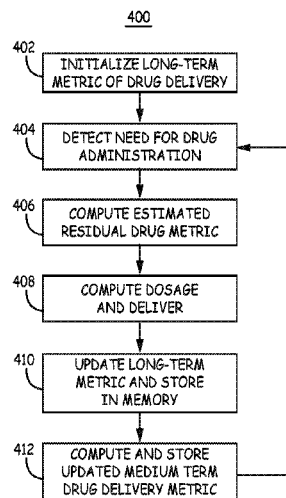 400
402
INITIALIZE LONG-TERM
METRIC OF DRUG DELIVERY
404
DETECT NEED FOR DRUG
ADMINISTRATION
406
COMPUTE ESTIMATED
RESIDUAL DRUG METRIC
408
COMPUTE DOSAGE
AND DELIVER
410
UPDATE LONG-TERM
METRIC AND STORE
IN MEMORY
412
COMPUTE AND STORE
UPDATED MEDIUM TERM
DRUG DELIVERY METRIC